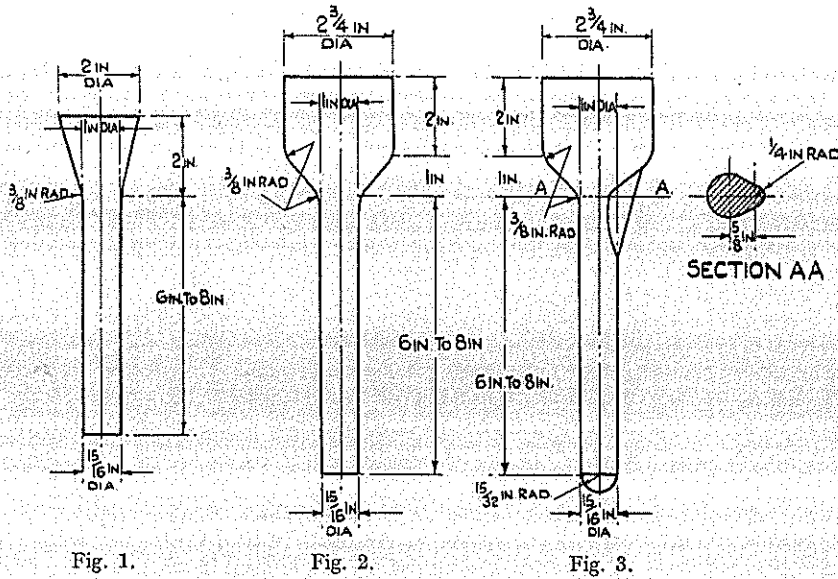 2 IN
DIA
1 IN DIA
2 IN.
3/8 IN RAD.
6 IN. TO 8 IN.
15/16 IN
DIA.
Fig. 1.
2 3/4 IN
DIA
1 IN DIA
2 IN.
3/8 IN RAD
1 IN
6 IN TO 8 IN
15/16 IN
DIA
Fig. 2.
2 3/4 IN.
DIA.
1 IN DIA
2 IN.
1 IN
A
A.
3/8 IN. RAD
6 IN TO 8 IN.
15/32 IN. RAD.
15/16 IN
DIA
Fig. 3.
1/4 IN RAD
5/8 IN
SECTION AA